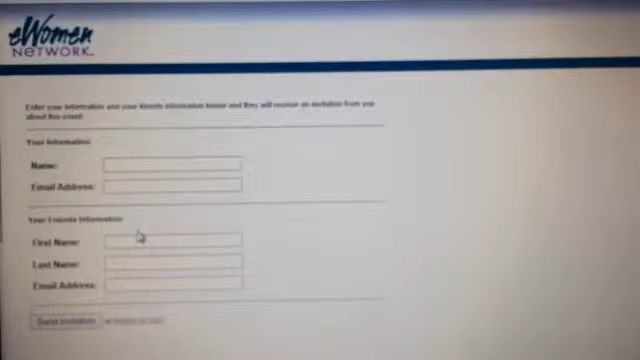 eWomen
NETWORK
Enter your information and your friends information below and they will receive an invitation from you
about this event.
Your Information
Name:
Email Address:
Your Friends Information
First Name:
Last Name:
Email Address:
Send Invitation or